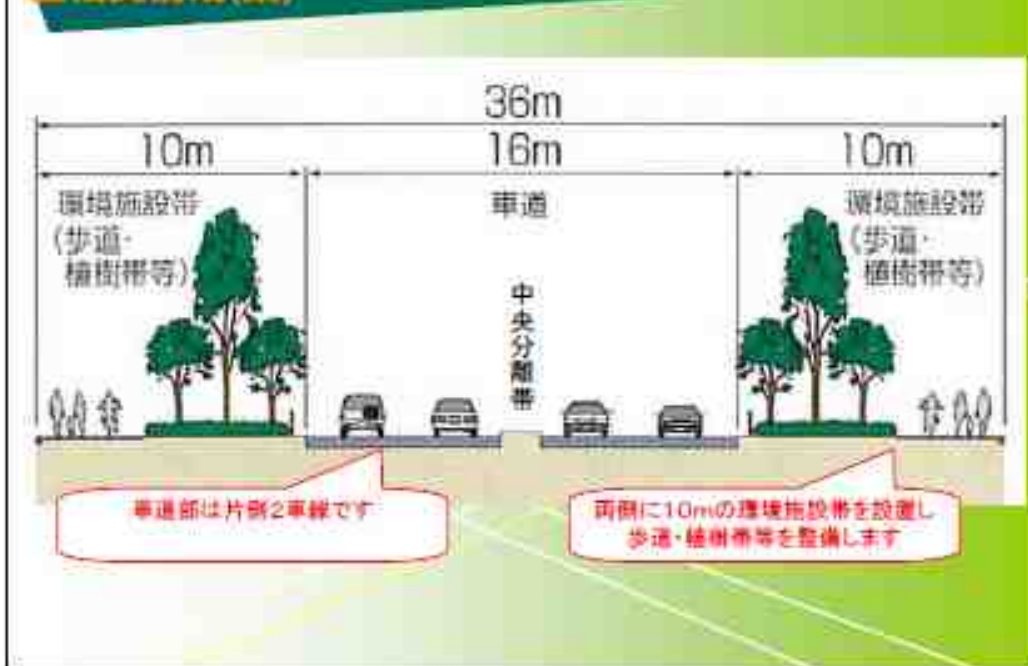 36m
10m
16m
10m
環境施設帯
(歩道・
植樹帯等)
車道
環境施設帯
(歩道・
植樹帯等)
中央分離帯
車道部は片側2車線です
両側に10mの環境施設帯を設置し
歩道・植樹帯等を整備します